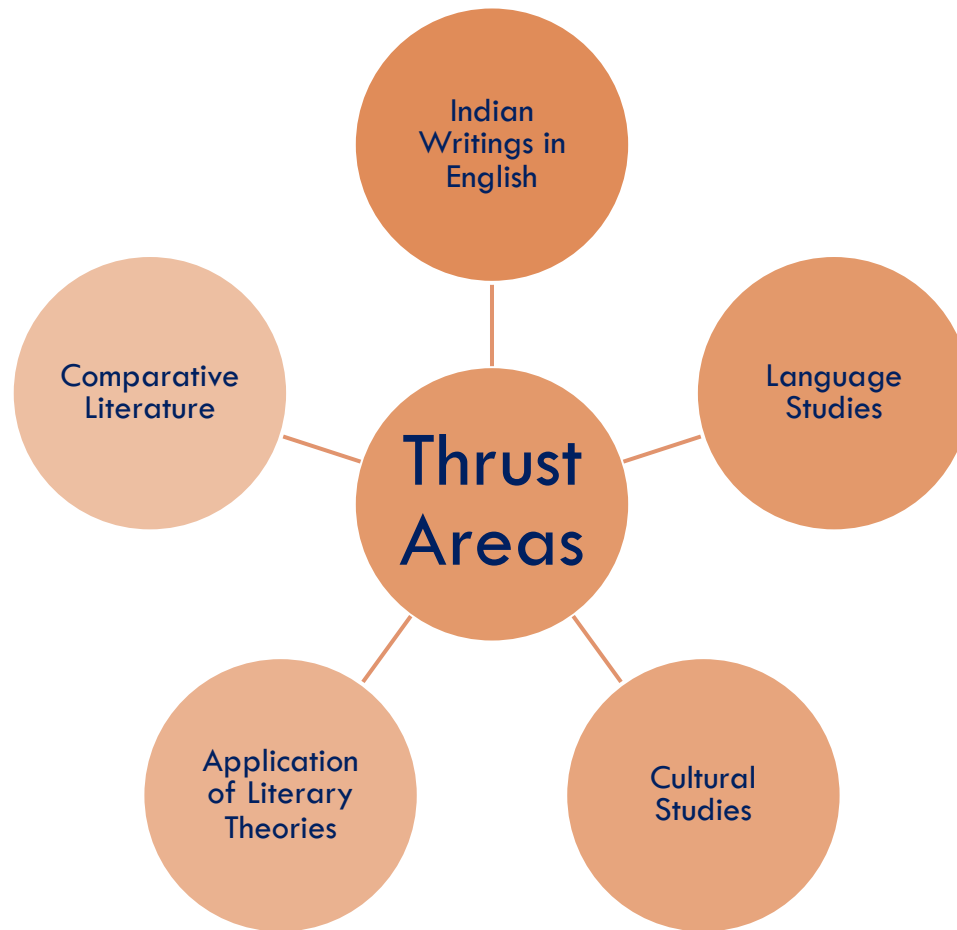 Indian
Writings in
English
Language
Studies
Cultural
Studies
Application
of Literary
Theories
Comparative
Literature
Thrust
Areas